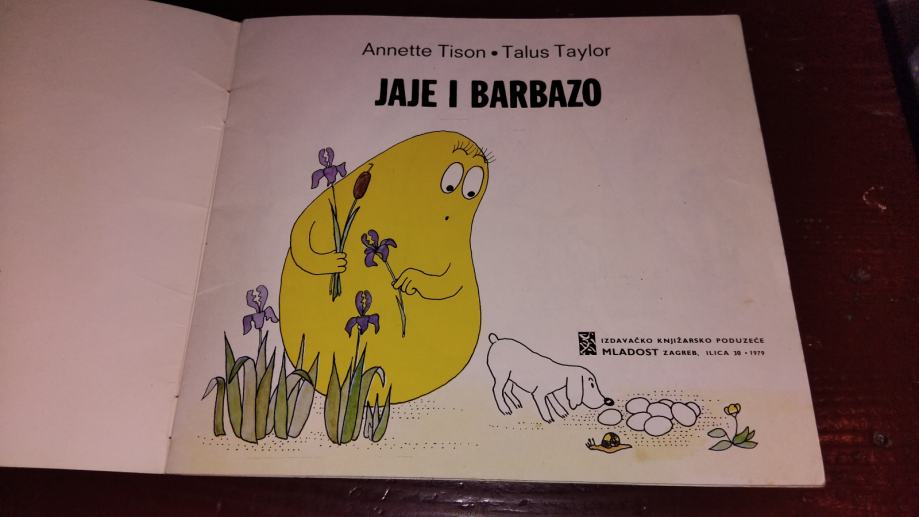 Annette Tison • Talus Taylor
JAJE I BARBAZO
IZDAVAČKO KNJIŽARSKO PODUZEĆE
MLADOST ZAGREB, ILICA 30 • 1979